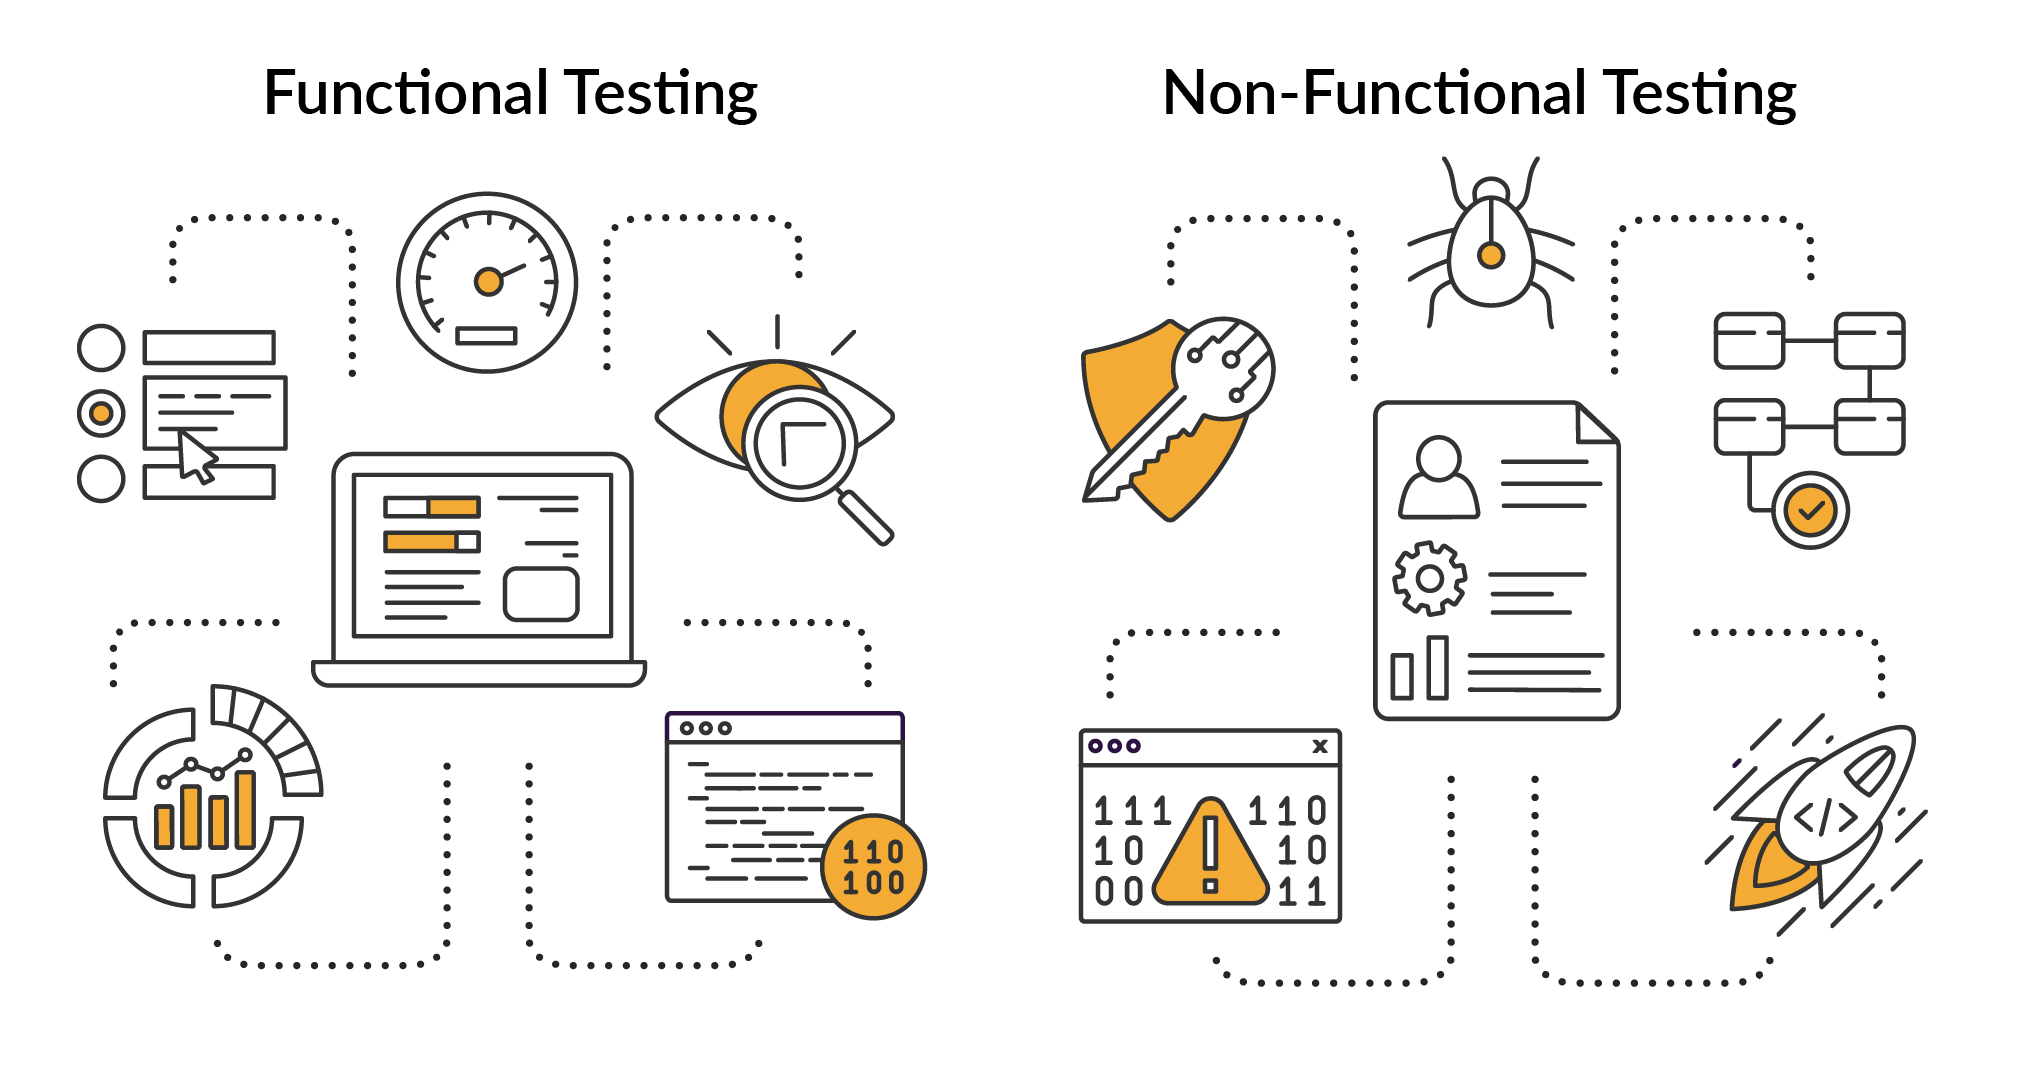 Functional Testing
Non-Functional Testing
110
100
x
111 110
10 10
00 11
</>